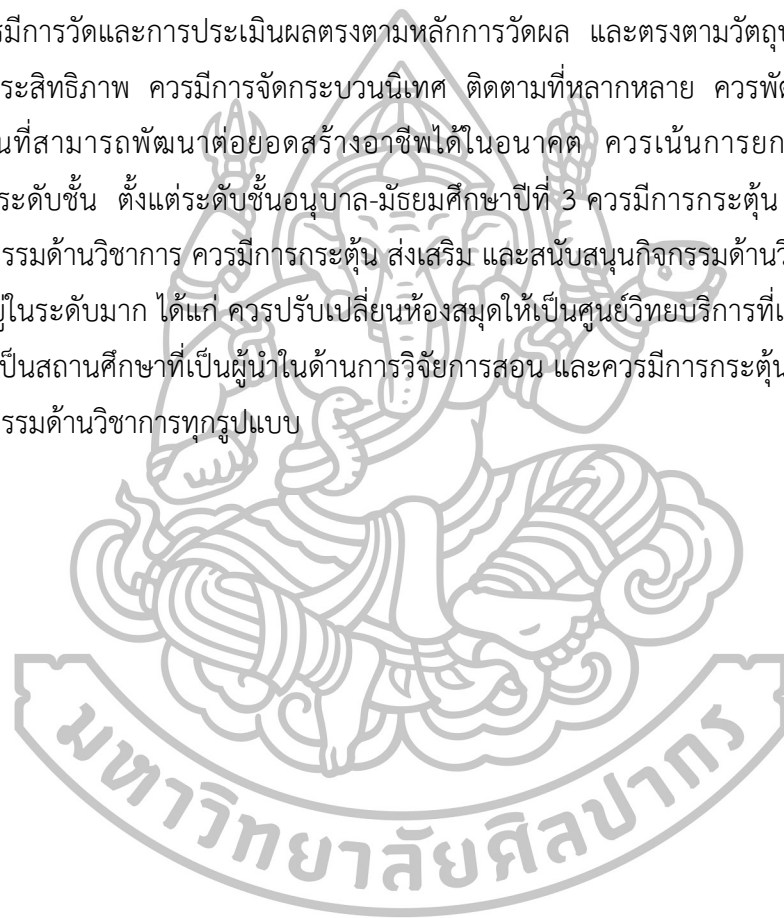 รมีการวัดและการประเมินผลตรงตามหลักการวัดผล และตรงตามวัตถุ
ระสิทธิภาพ ควรมีการจัดกระบวนนิเทศ ติดตามที่หลากหลาย ควรพั
นที่สามารถพัฒนาต่อยอดสร้างอาชีพได้ในอนาคต ควรเน้นการยก
ระดับชั้น ตั้งแต่ระดับชั้นอนุบาล-มัธยมศึกษาปีที่ 3 ควรมีการกระตุ้น
รรมด้านวิชาการ ควรมีการกระตุ้น ส่งเสริม และสนับสนุนกิจกรรมด้านวิ
ยู่ในระดับมาก ได้แก่ ควรปรับเปลี่ยนห้องสมุดให้เป็นศูนย์วิทยบริการที่เ
ป็นสถานศึกษาที่เป็นผู้นำในด้านการวิจัยการสอน และควรมีการกระตุ้น
รรมด้านวิชาการทุกรูปแบบ
มหาวิทยาลัยศิลปากร